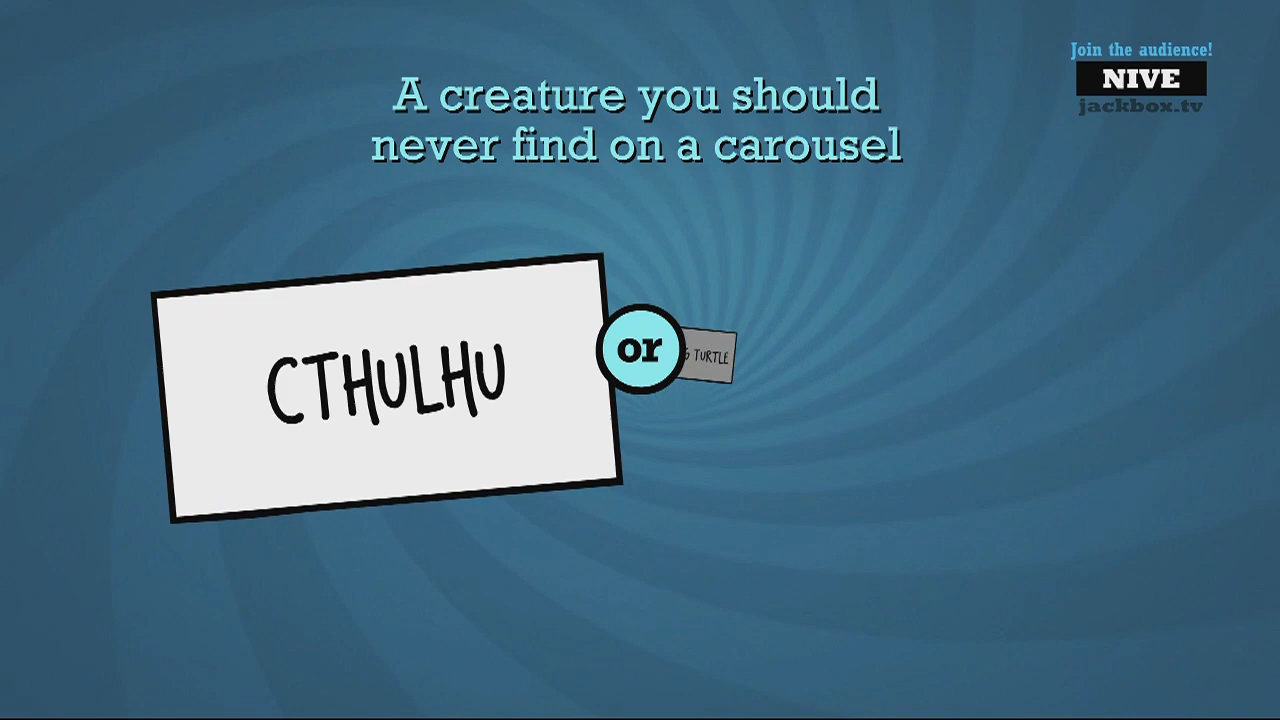 Join the audience!
NIVE
jackbox.tv
A creature you should
never find on a carousel
CTHULHU
or
TURTLE